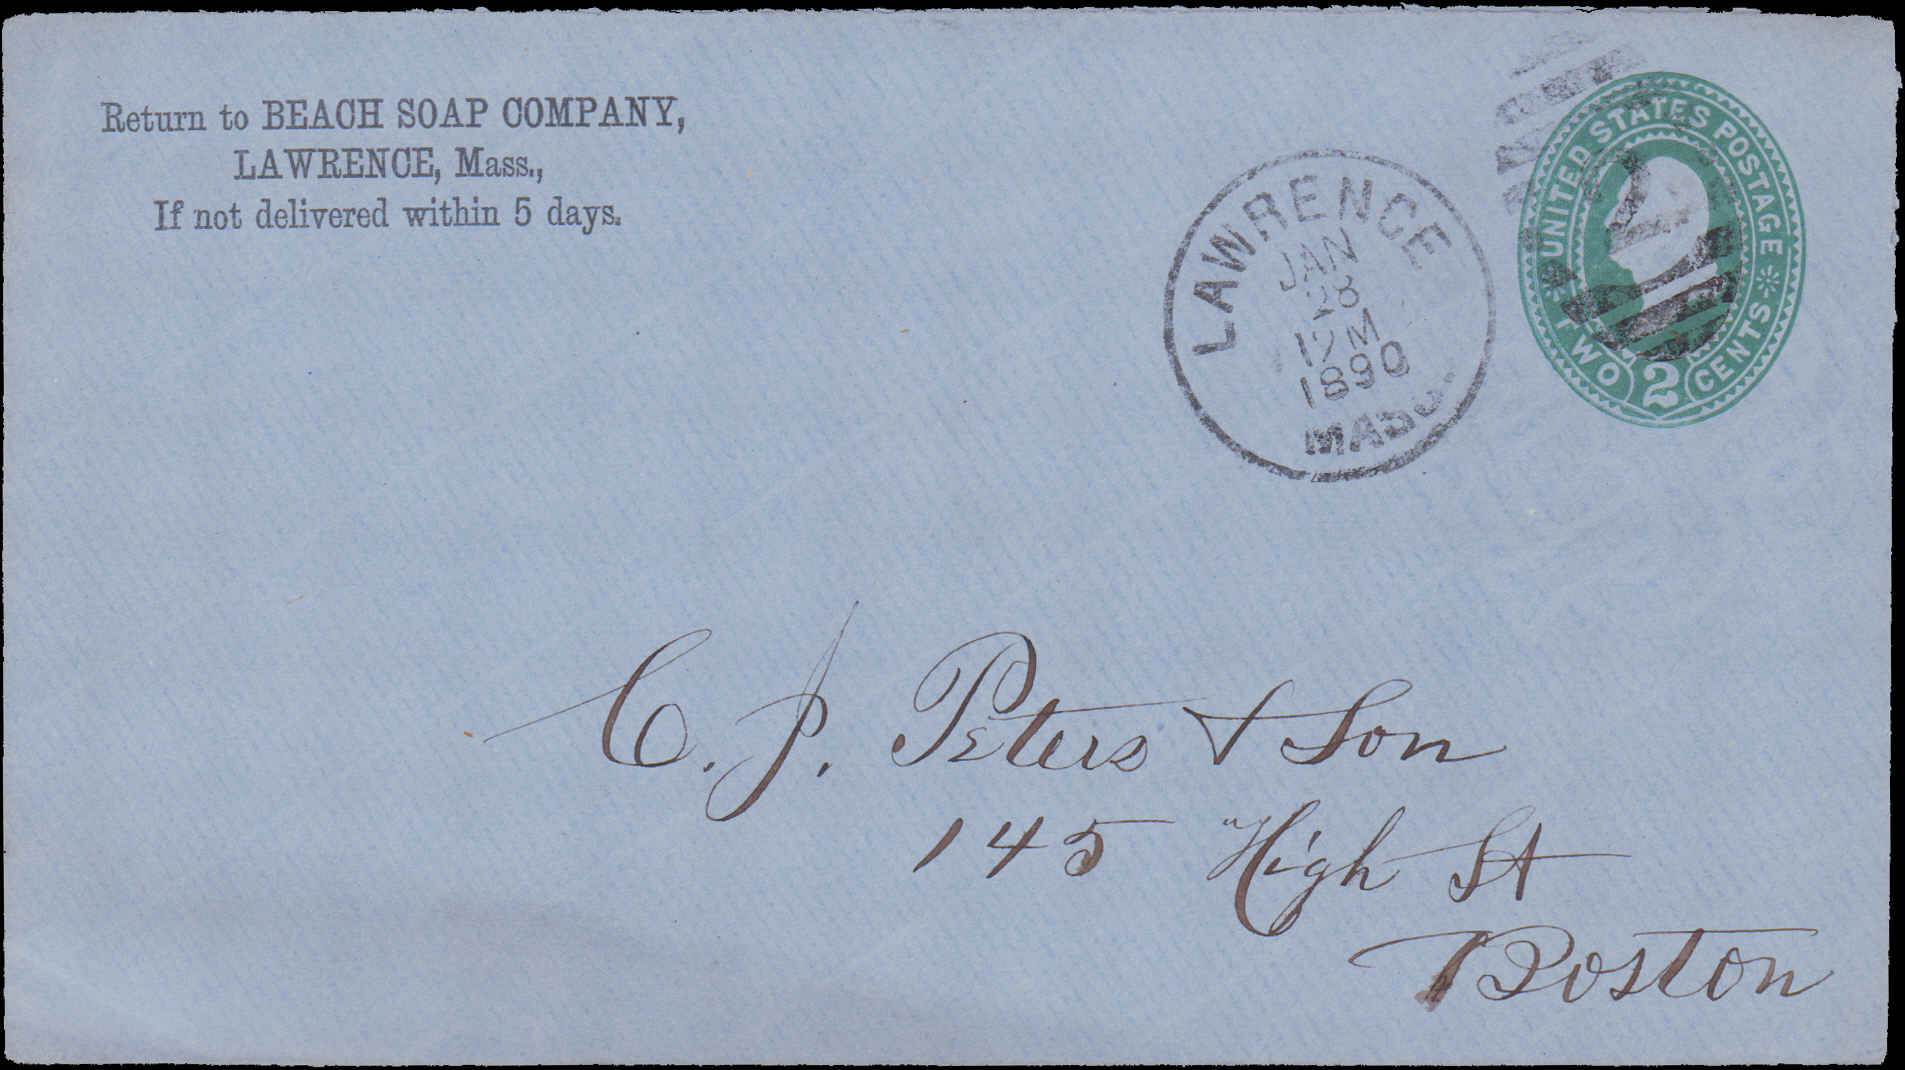 Return to BEACH SOAP COMPANY,
LAWRENCE, Mass.,
If not delivered within 5 days.
LAWRENCE
JAN
28
12M
1890
MASS.
UNITED STATES POSTAGE
TWO 2 CENTS
C. J. Peters & Son
145 High St
Boston